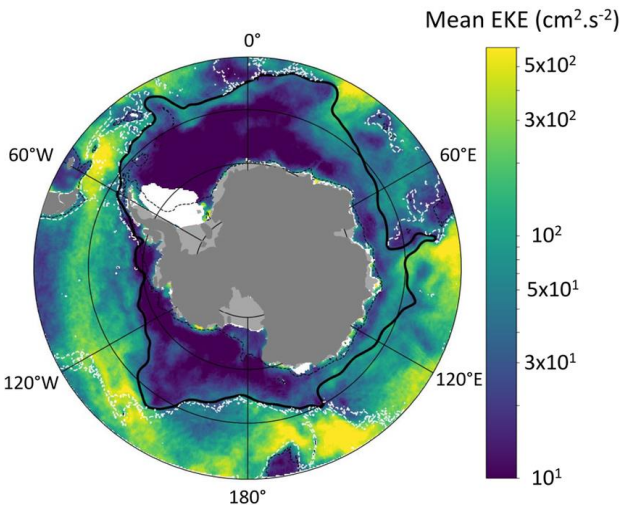 Mean EKE (cm².s⁻²)
0°
5x10²
3x10²
60°W
60°E
10²
5x10¹
3x10¹
120°W
120°E
10¹
180°